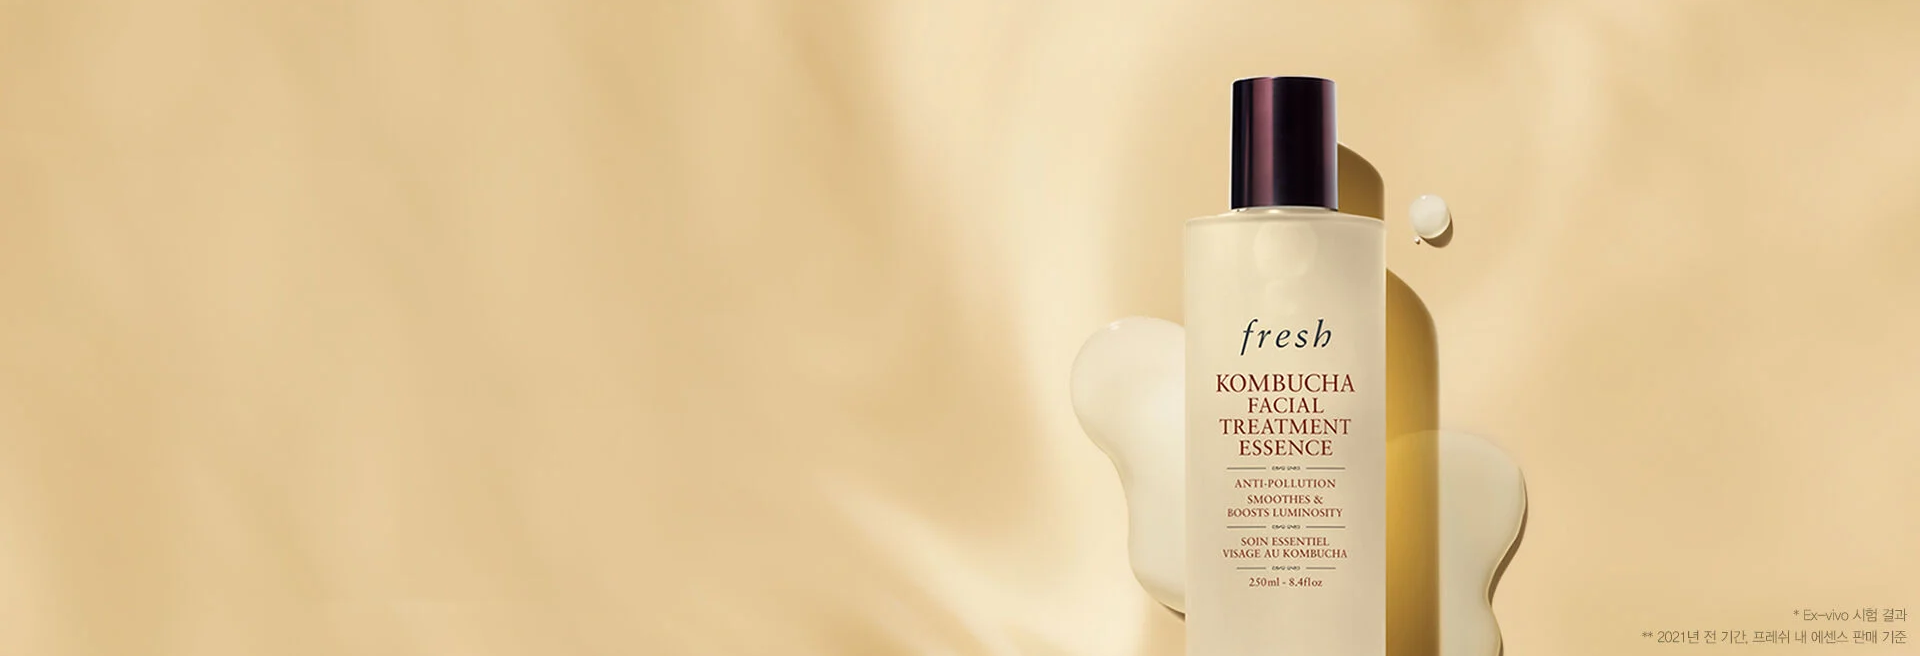 fresh
KOMBUCHA
FACIAL
TREATMENT
ESSENCE
ANTI-POLLUTION
SMOOTHES &
BOOSTS LUMINOSITY
SOIN ESSENTIEL
VISAGE AU KOMBUCHA
250ml - 8.4fl oz
* Ex-vivo 시험 결과
** 2021년 전 기간, 프레쉬 내 에센스 판매 기준